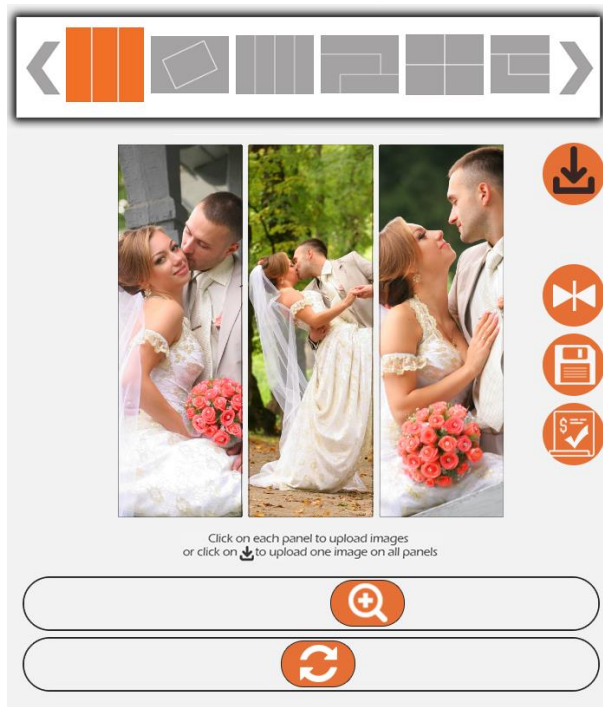 Click on each panel to upload images
or click on to upload one image on all panels
$